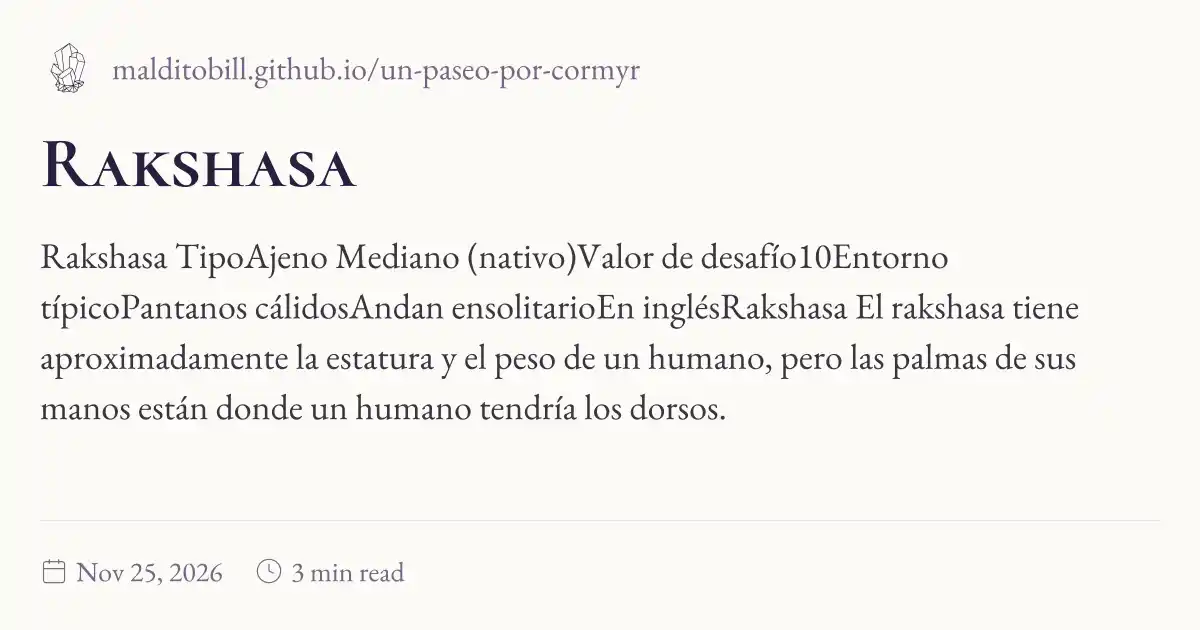 malditobill.github.io/un-paseo-por-cormyr
Rakshasa
Rakshasa TipoAjeno Mediano (nativo)Valor de desafío10Entorno
típicoPantanos cálidosAndan ensolitarioEn inglésRakshasa El rakshasa tiene
aproximadamente la estatura y el peso de un humano, pero las palmas de sus
manos están donde un humano tendría los dorsos.
Nov 25, 2026 3 min read